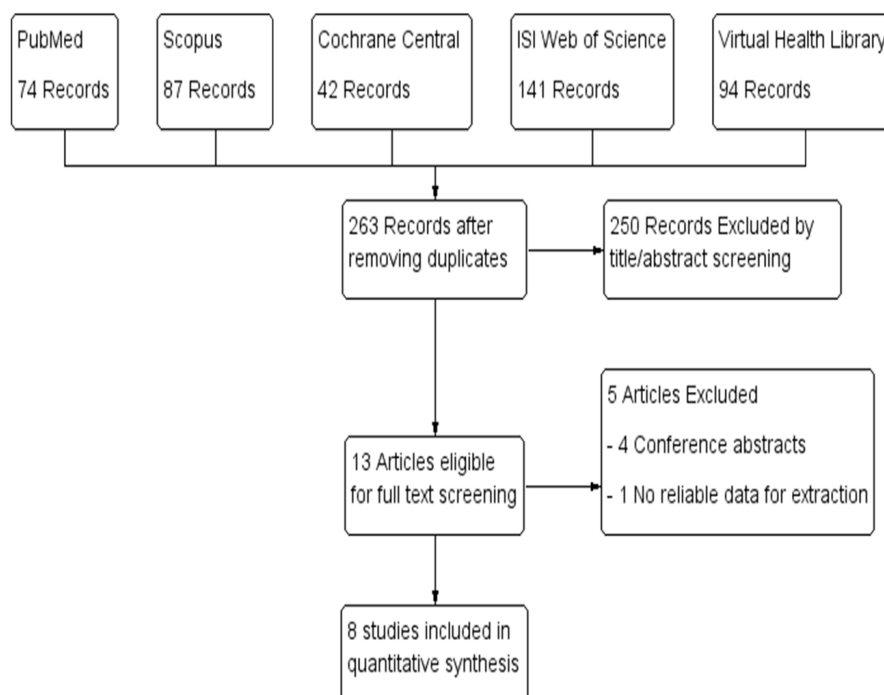 PubMed
74 Records
Scopus
87 Records
Cochrane Central
42 Records
ISI Web of Science
141 Records
Virtual Health Library
94 Records
263 Records after
removing duplicates
250 Records Excluded by
title/abstract screening
5 Articles Excluded
- 4 Conference abstracts
- 1 No reliable data for extraction
13 Articles eligible
for full text screening
8 studies included in
quantitative synthesis